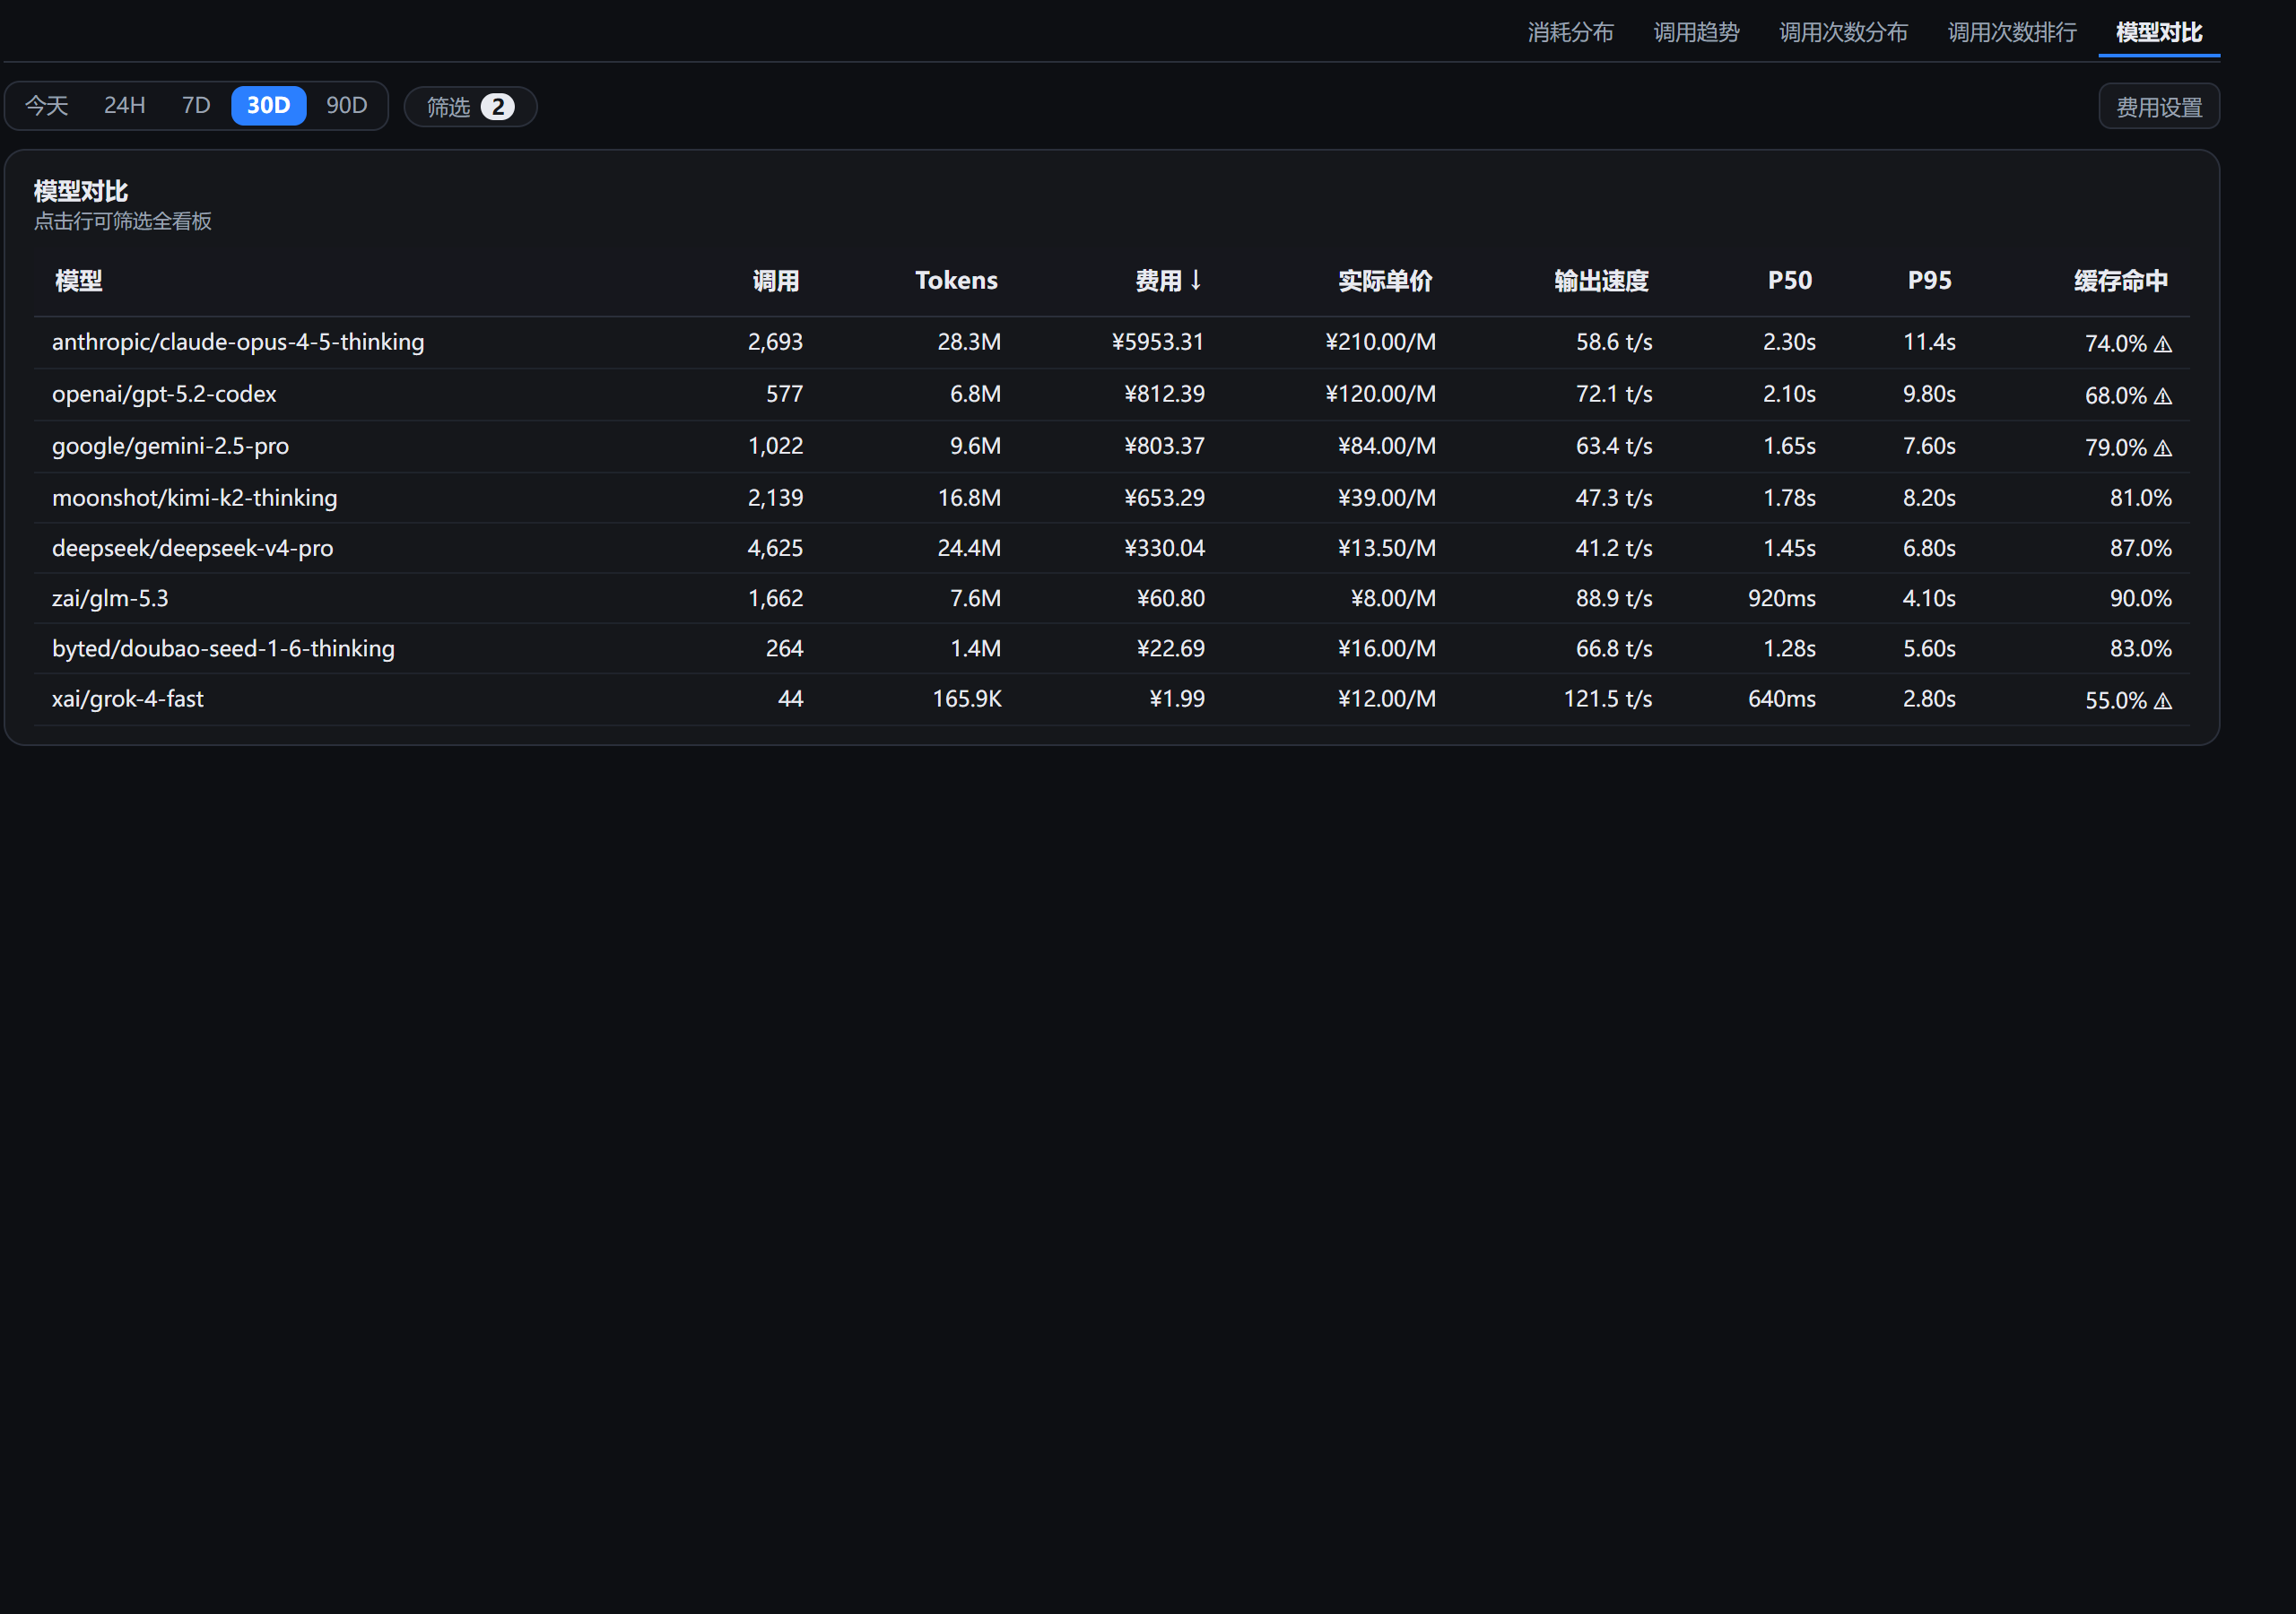 消耗分布 调用趋势 调用次数分布 调用次数排行 模型对比
今天 24H 7D 30D 90D 筛选 2 费用设置
模型对比
点击行可筛选全看板
模型 调用 Tokens 费用 ↓ 实际单价 输出速度 P50 P95 缓存命中
anthropic/claude-opus-4-5-thinking 2,693 28.3M ¥5953.31 ¥210.00/M 58.6 t/s 2.30s 11.4s 74.0% ⚠
openai/gpt-5.2-codex 577 6.8M ¥812.39 ¥120.00/M 72.1 t/s 2.10s 9.80s 68.0% ⚠
google/gemini-2.5-pro 1,022 9.6M ¥803.37 ¥84.00/M 63.4 t/s 1.65s 7.60s 79.0% ⚠
moonshot/kimi-k2-thinking 2,139 16.8M ¥653.29 ¥39.00/M 47.3 t/s 1.78s 8.20s 81.0%
deepseek/deepseek-v4-pro 4,625 24.4M ¥330.04 ¥13.50/M 41.2 t/s 1.45s 6.80s 87.0%
zai/glm-5.3 1,662 7.6M ¥60.80 ¥8.00/M 88.9 t/s 920ms 4.10s 90.0%
byted/doubao-seed-1-6-thinking 264 1.4M ¥22.69 ¥16.00/M 66.8 t/s 1.28s 5.60s 83.0%
xai/grok-4-fast 44 165.9K ¥1.99 ¥12.00/M 121.5 t/s 640ms 2.80s 55.0% ⚠